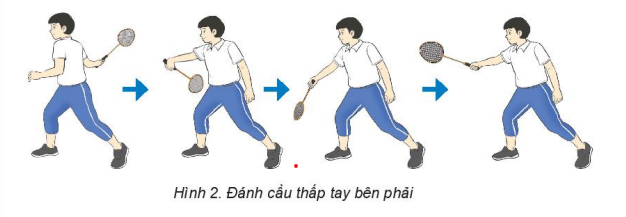 Hình 2. Đánh cầu thấp tay bên phải